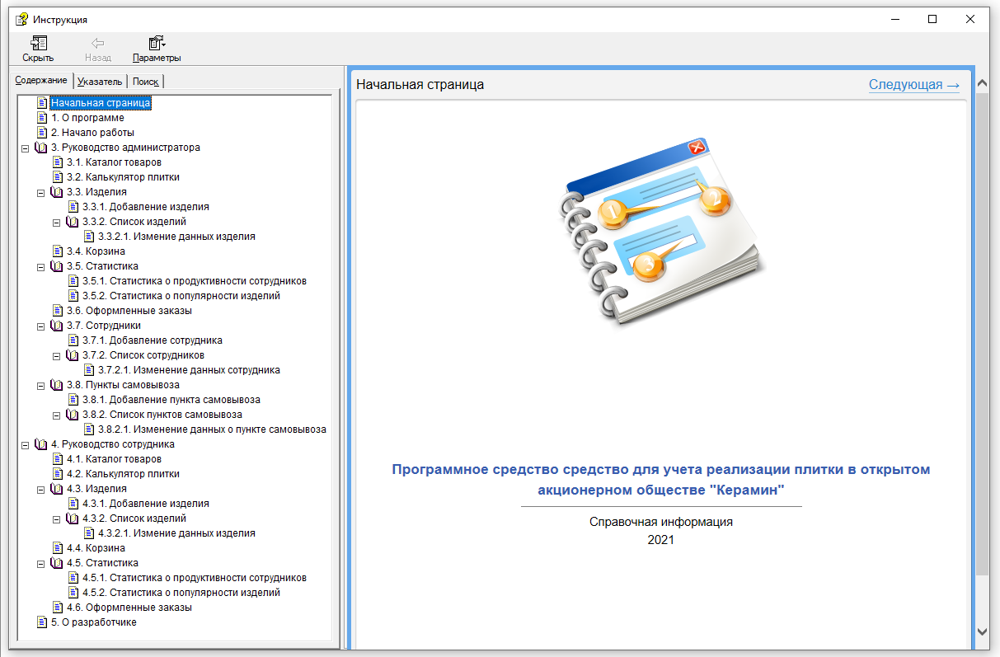 Инструкция
Скрыть
Назад
Параметры
Содержание
Указатель
Поиск
Начальная страница
1. О программе
2. Начало работы
3. Руководство администратора
3.1. Каталог товаров
3.2. Калькулятор плитки
3.3. Изделия
3.3.1. Добавление изделия
3.3.2. Список изделий
3.3.2.1. Измение данных изделия
3.4. Корзина
3.5. Статистика
3.5.1. Статистика о продуктивности сотрудников
3.5.2. Статистика о популярности изделий
3.6. Оформленные заказы
3.7. Сотрудники
3.7.1. Добавление сотрудника
3.7.2. Список сотрудников
3.7.2.1. Изменение данных сотрудника
3.8. Пункты самовывоза
3.8.1. Добавление пункта самовывоза
3.8.2. Список пунктов самовывоза
3.8.2.1. Изменение данных о пункте самовывоза
4. Руководство сотрудника
4.1. Каталог товаров
4.2. Калькулятор плитки
4.3. Изделия
4.3.1. Добавление изделия
4.3.2. Список изделий
4.3.2.1. Измение данных изделия
4.4. Корзина
4.5. Статистика
4.5.1. Статистика о продуктивности сотрудников
4.5.2. Статистика о популярности изделий
4.6. Оформленные заказы
5. О разработчике
Начальная страница
Следующая →
1
2
3
Программное средство средство для учета реализации плитки в открытом
акционерном обществе "Керамин"
Справочная информация
2021